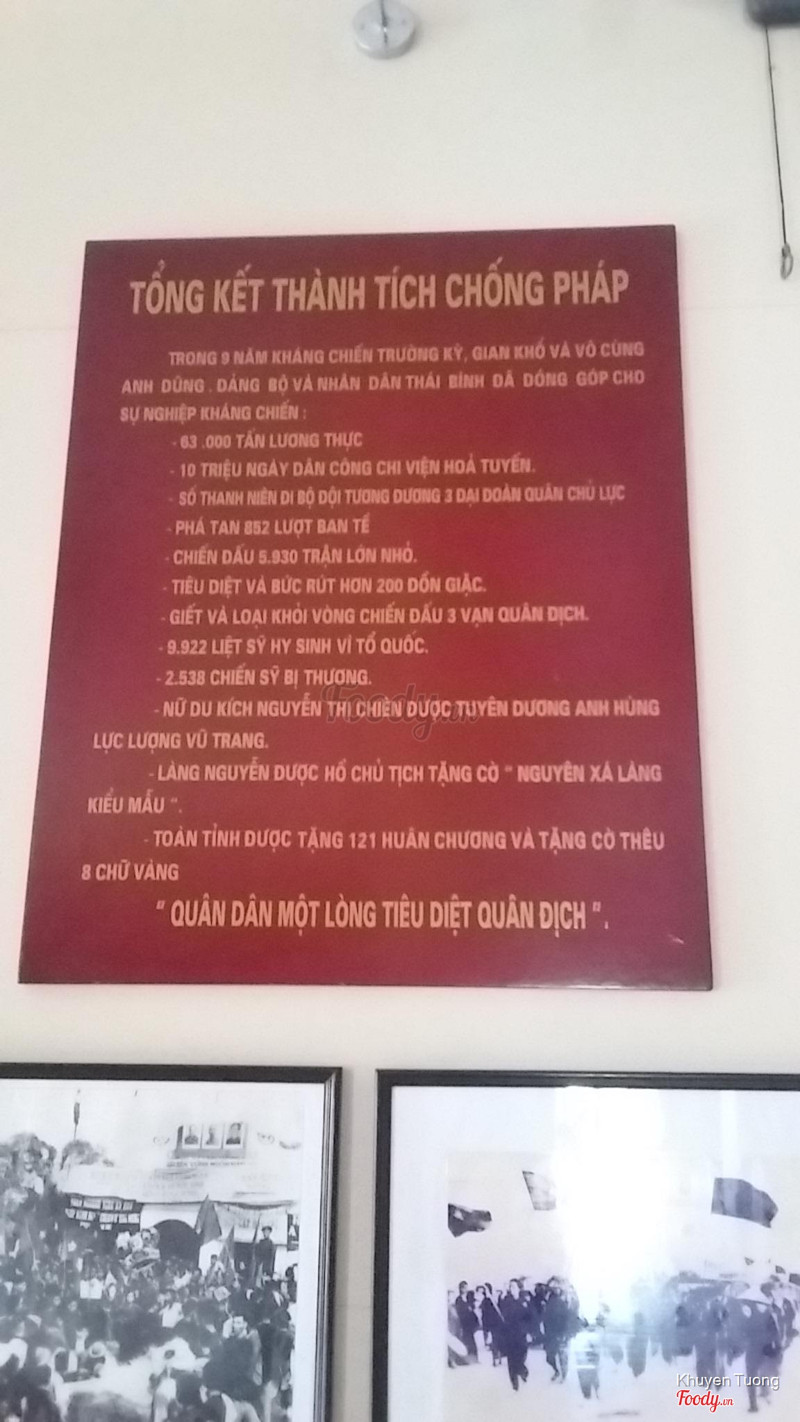 TỔNG KẾT THÀNH TÍCH CHỐNG PHÁP
TRONG 9 NĂM KHÁNG CHIẾN TRƯỜNG KỲ, GIAN KHỔ VÀ VÔ CÙNG
ANH DŨNG . ĐẢNG BỘ VÀ NHÂN DÂN THÁI BÌNH ĐÃ ĐÓNG GÓP CHO
SỰ NGHIỆP KHÁNG CHIẾN :
- 63 .000 TẤN LƯƠNG THỰC
- 10 TRIỆU NGÀY DÂN CÔNG CHI VIỆN HOẢ TUYẾN.
- SỐ THANH NIÊN ĐI BỘ ĐỘI TƯƠNG ĐƯƠNG 3 ĐẠI ĐOÀN QUÂN CHỦ LỰC
- PHÁ TAN 852 LƯỢT BAN TỀ
- CHIẾN ĐẤU 5.930 TRẬN LỚN NHỎ.
- TIÊU DIỆT VÀ BỨC RÚT HƠN 200 ĐỒN GIẶC.
- GIẾT VÀ LOẠI KHỎI VÒNG CHIẾN ĐẤU 3 VẠN QUÂN ĐỊCH.
- 9.922 LIỆT SỸ HY SINH VÌ TỔ QUỐC.
- 2.538 CHIẾN SỸ BỊ THƯƠNG.
- NỮ DU KÍCH NGUYỄN THỊ CHIÊN ĐƯỢC TUYÊN DƯƠNG ANH HÙNG
LỰC LƯỢNG VŨ TRANG.
- LÀNG NGUYỄN ĐƯỢC HỒ CHỦ TỊCH TẶNG CỜ " NGUYÊN XÁ LÀNG
KIỂU MẪU ".
- TOÀN TỈNH ĐƯỢC TẶNG 121 HUÂN CHƯƠNG VÀ TẶNG CỜ THÊU
8 CHỮ VÀNG
" QUÂN DÂN MỘT LÒNG TIÊU DIỆT QUÂN ĐỊCH ".
Foody.vn
Khuyen Tuong
Foody.vn